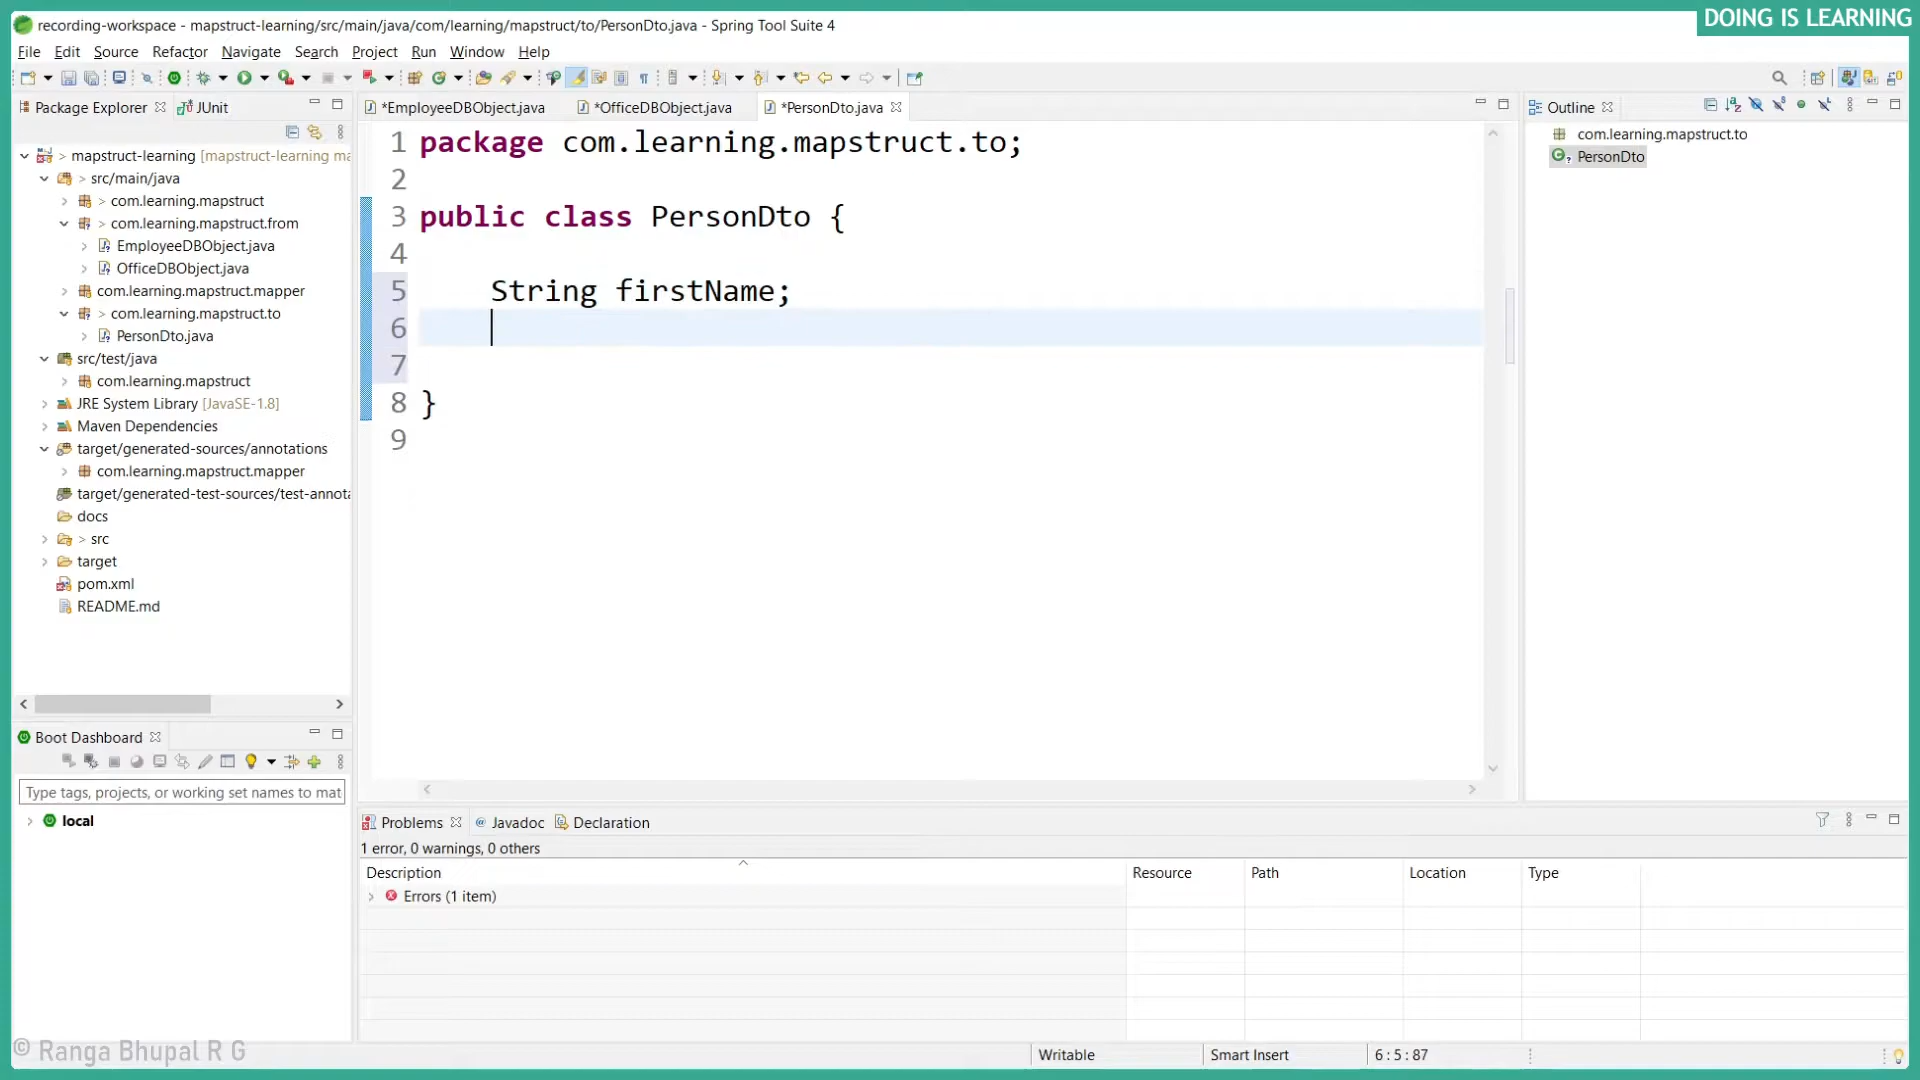 DOING IS LEARNING
recording-workspace - mapstruct-learning/src/main/java/com/learning/mapstruct/to/PersonDto.java - Spring Tool Suite 4
File Edit Source Refactor Navigate Search Project Run Window Help
Package Explorer JUnit
> mapstruct-learning [mapstruct-learning ma
> src/main/java
> com.learning.mapstruct
> com.learning.mapstruct.from
EmployeeDBObject.java
OfficeDBObject.java
com.learning.mapstruct.mapper
> com.learning.mapstruct.to
PersonDto.java
src/test/java
com.learning.mapstruct
JRE System Library [JavaSE-1.8]
Maven Dependencies
target/generated-sources/annotations
com.learning.mapstruct.mapper
target/generated-test-sources/test-annota
docs
> src
target
pom.xml
README.md
Boot Dashboard
Type tags, projects, or working set names to mat
local
*EmployeeDBObject.java *OfficeDBObject.java *PersonDto.java
1 package com.learning.mapstruct.to;
2
3 public class PersonDto {
4
5 String firstName;
6
7
8 }
9
Outline
com.learning.mapstruct.to
PersonDto
Problems @ Javadoc Declaration
1 error, 0 warnings, 0 others
Description Resource Path Location Type
Errors (1 item)
© Ranga Bhupal R G
Writable Smart Insert 6 : 5 : 87